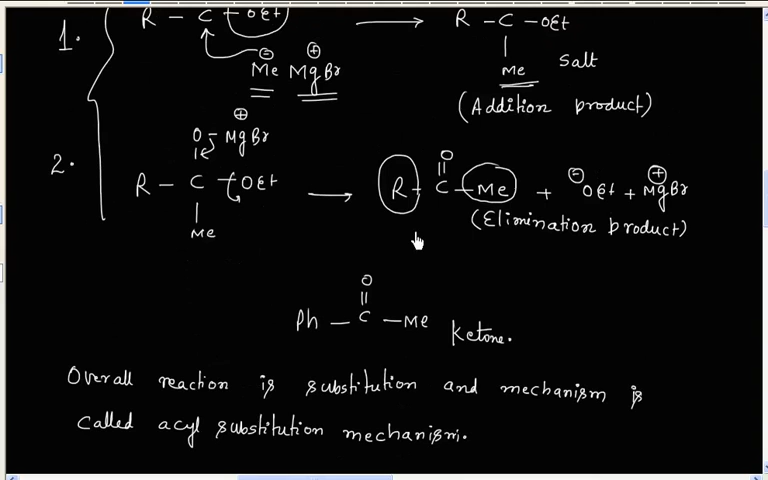 1. R - C - OEt → R - C - OEt
⊖ ⊕
Me MgBr Me Salt
(Addition product)
⊕
O - MgBr O
2. R - C - OEt → R - C - Me + ⊖OEt + ⊕MgBr
Me (Elimination product)
O
Ph - C - Me Ketone.
Overall reaction is substitution and mechanism is
called acyl substitution mechanism.